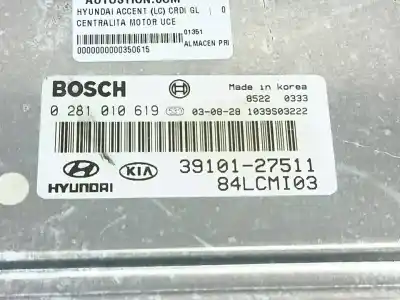 AUTOSTION.COM
HYUNDAI ACCENT (LC) CRDI GL 0
CENTRALITA MOTOR UCE
01351
0000000000350615 ALMACEN PRI
BOSCH Made in korea
8522 0333
0 281 010 619 03-08-28 1039S03222
39101-27511
HYUNDAI KIA 84LCMI03